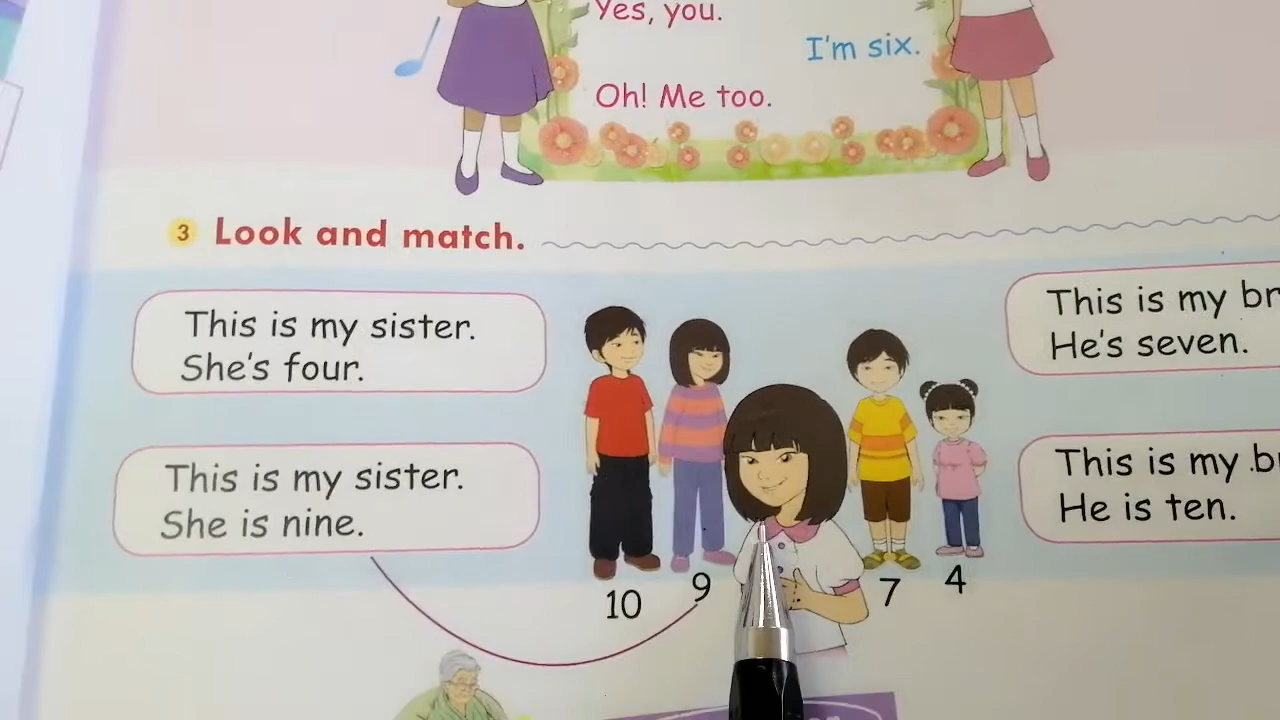 Yes, you.
I'm six.
Oh! Me too.
3 Look and match.
This is my sister.
She's four.
This is my sister.
She is nine.
This is my
He's seven.
This is my
He is ten.
10 9 7 4